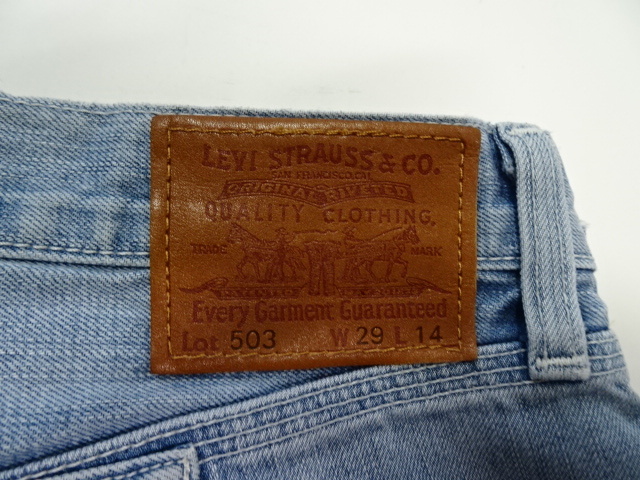 LEVI STRAUSS & CO.
SAN FRANCISCO, CAL.
ORIGINAL RIVETED
QUALITY CLOTHING.
TRADE MARK
Every Garment Guaranteed
Lot 503 W 29 L 14